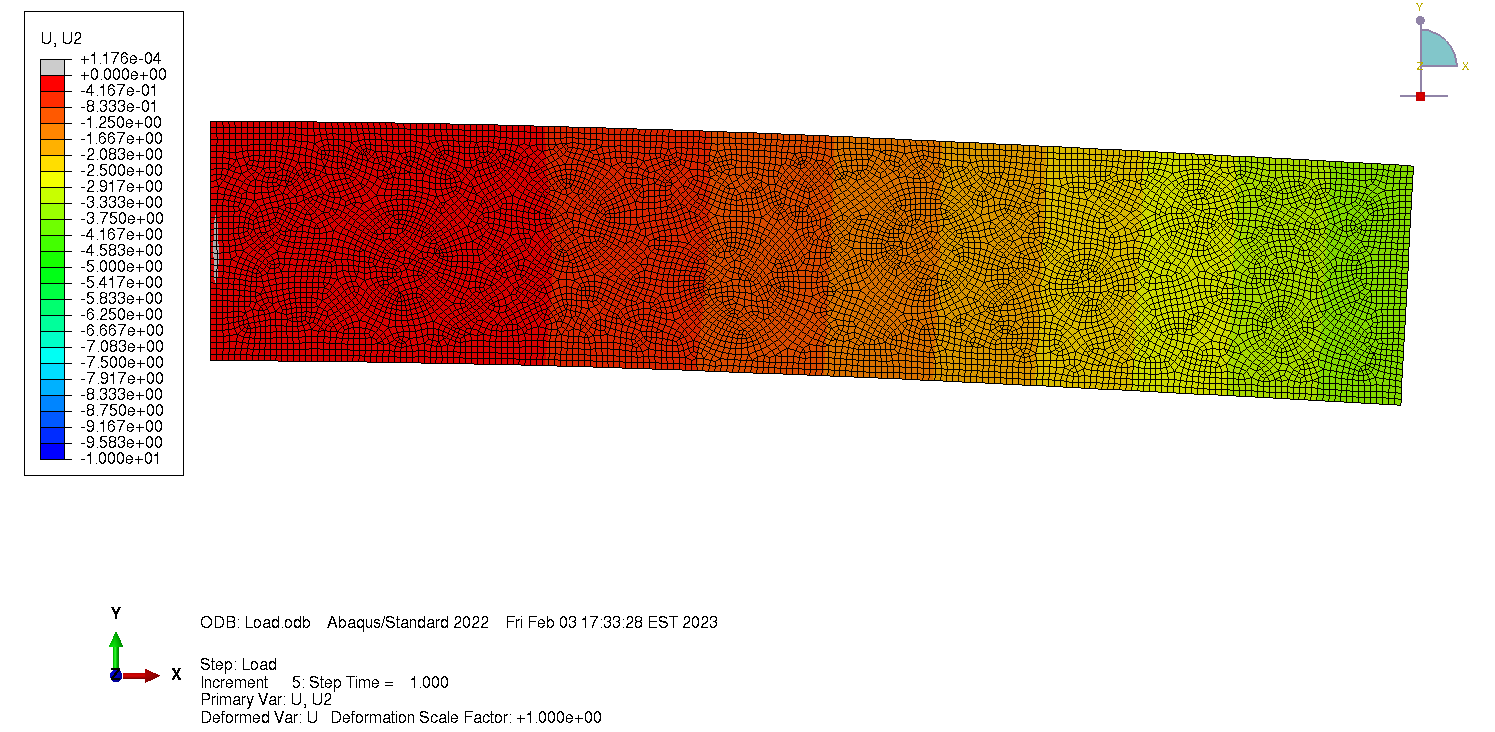 U, U2
+1.176e-04
+0.000e+00
-4.167e-01
-8.333e-01
-1.250e+00
-1.667e+00
-2.083e+00
-2.500e+00
-2.917e+00
-3.333e+00
-3.750e+00
-4.167e+00
-4.583e+00
-5.000e+00
-5.417e+00
-5.833e+00
-6.250e+00
-6.667e+00
-7.083e+00
-7.500e+00
-7.917e+00
-8.333e+00
-8.750e+00
-9.167e+00
-9.583e+00
-1.000e+01
Y
Z X
Y
Z X
ODB: Load.odb Abaqus/Standard 2022 Fri Feb 03 17:33:28 EST 2023
Step: Load
Increment 5: Step Time = 1.000
Primary Var: U, U2
Deformed Var: U Deformation Scale Factor: +1.000e+00